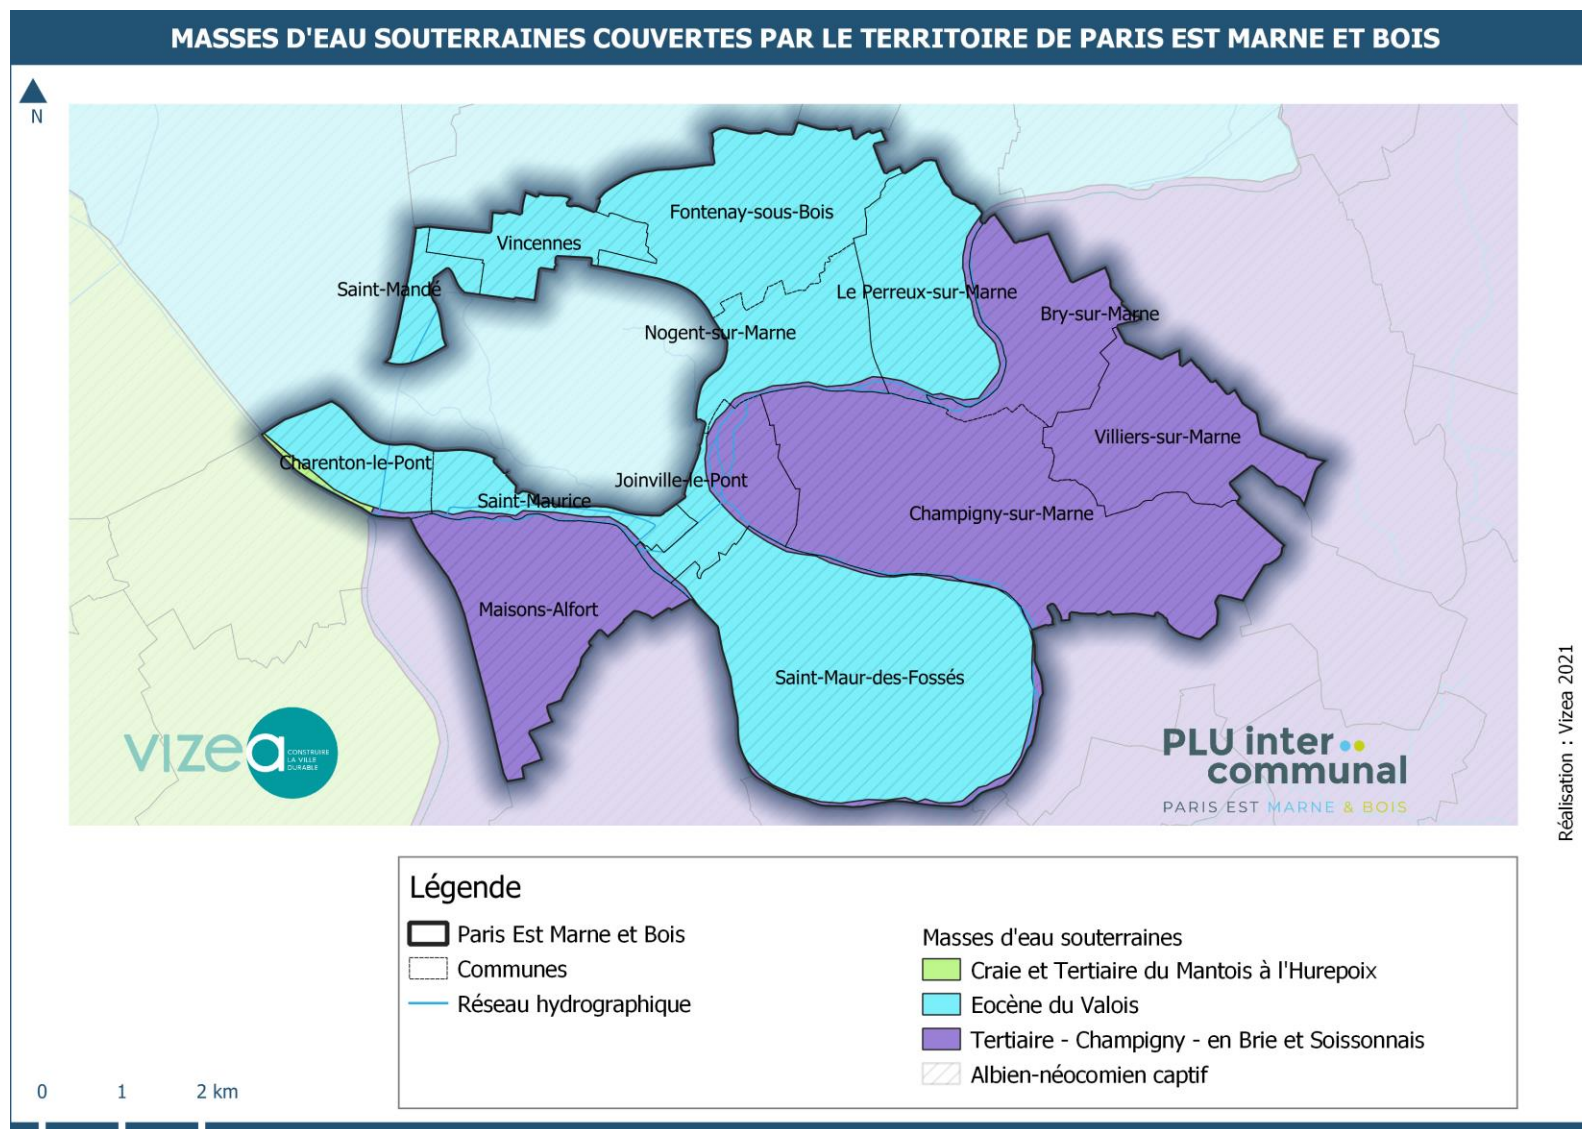 MASSES D'EAU SOUTERRAINES COUVERTES PAR LE TERRITOIRE DE PARIS EST MARNE ET BOIS
N
Fontenay-sous-Bois
Vincennes
Saint-Mandé
Le Perreux-sur-Marne
Bry-sur-Marne
Nogent-sur-Marne
Villiers-sur-Marne
Charenton-le-Pont
Joinville-le-Pont
Saint-Maurice
Champigny-sur-Marne
Maisons-Alfort
Saint-Maur-des-Fossés
vizea
CONSTRUIRE
LA VILLE
DURABLE
PLU inter
communal
PARIS EST MARNE & BOIS
Réalisation : Vizea 2021
Légende
Paris Est Marne et Bois
Communes
Réseau hydrographique
Masses d'eau souterraines
Craie et Tertiaire du Mantois à l'Hurepoix
Eocène du Valois
Tertiaire - Champigny - en Brie et Soissonnais
Albien-néocomien captif
0 1 2 km